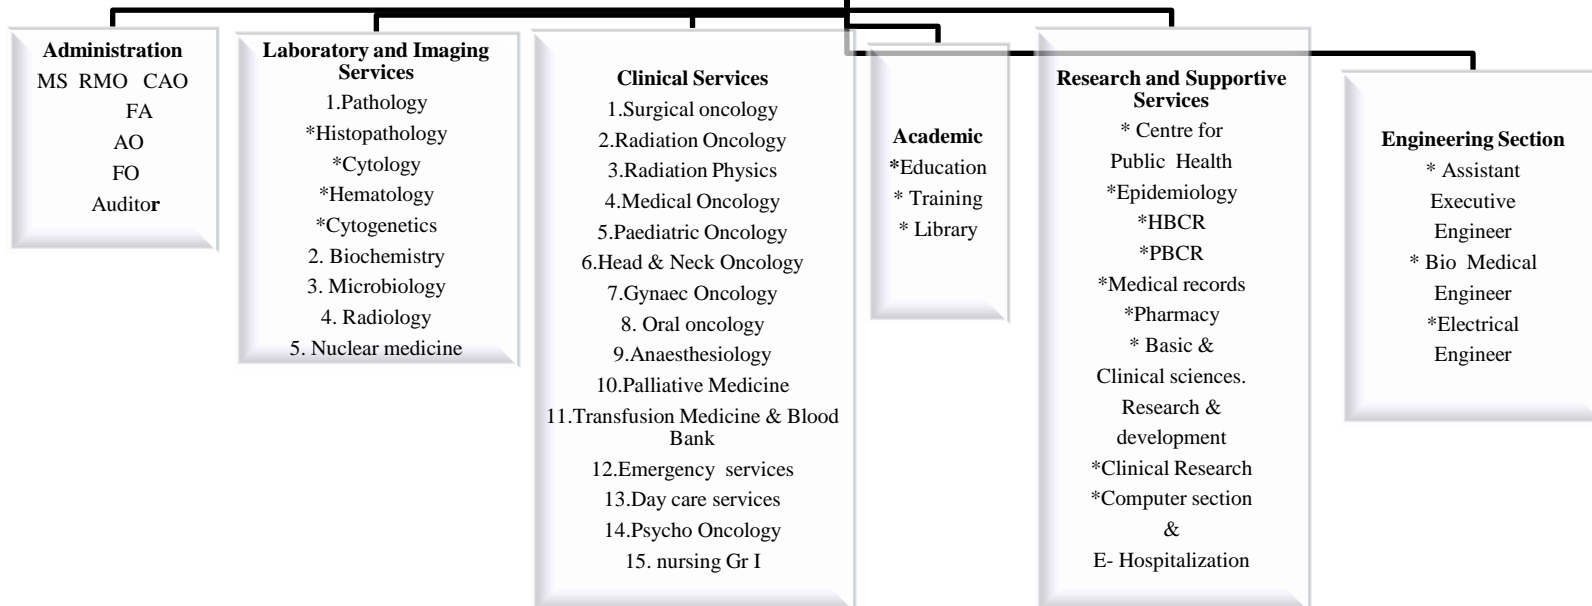 Administration
MS RMO CAO
FA
AO
FO
Auditor
Laboratory and Imaging
Services
1.Pathology
*Histopathology
*Cytology
*Hematology
*Cytogenetics
2. Biochemistry
3. Microbiology
4. Radiology
5. Nuclear medicine
Clinical Services
1.Surgical oncology
2.Radiation Oncology
3.Radiation Physics
4.Medical Oncology
5.Paediatric Oncology
6.Head & Neck Oncology
7.Gynaec Oncology
8. Oral oncology
9.Anaesthesiology
10.Palliative Medicine
11.Transfusion Medicine & Blood
Bank
12.Emergency services
13.Day care services
14.Psycho Oncology
15. nursing Gr I
Academic
*Education
* Training
* Library
Research and Supportive
Services
* Centre for
Public Health
*Epidemiology
*HBCR
*PBCR
*Medical records
*Pharmacy
* Basic &
Clinical sciences.
Research &
development
*Clinical Research
*Computer section
&
E- Hospitalization
Engineering Section
* Assistant
Executive
Engineer
* Bio Medical
Engineer
*Electrical
Engineer